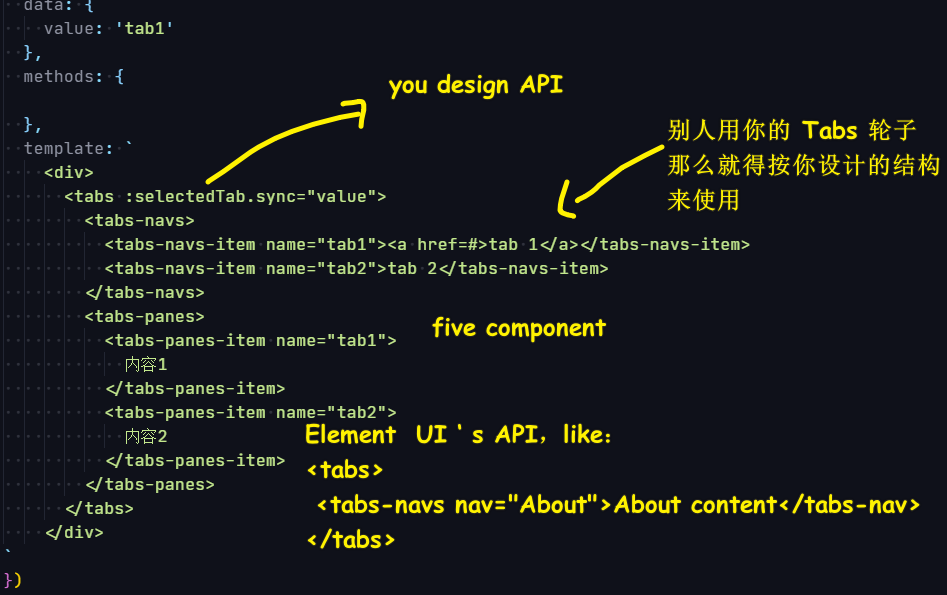 data: {
value: 'tab1'
},
methods: {
you design API
},
别人用你的 Tabs 轮子
那么就得按你设计的结构
来使用
template: `
<div>
<tabs :selectedTab.sync="value">
<tabs-navs>
<tabs-navs-item name="tab1"><a href=#>tab 1</a></tabs-navs-item>
<tabs-navs-item name="tab2">tab 2</tabs-navs-item>
</tabs-navs>
<tabs-panes>
five component
<tabs-panes-item name="tab1">
内容1
</tabs-panes-item>
<tabs-panes-item name="tab2">
内容2
</tabs-panes-item>
</tabs-panes>
</tabs>
</div>
Element UI ' s API, like:
<tabs>
<tabs-navs nav="About">About content</tabs-nav>
</tabs>
`
})